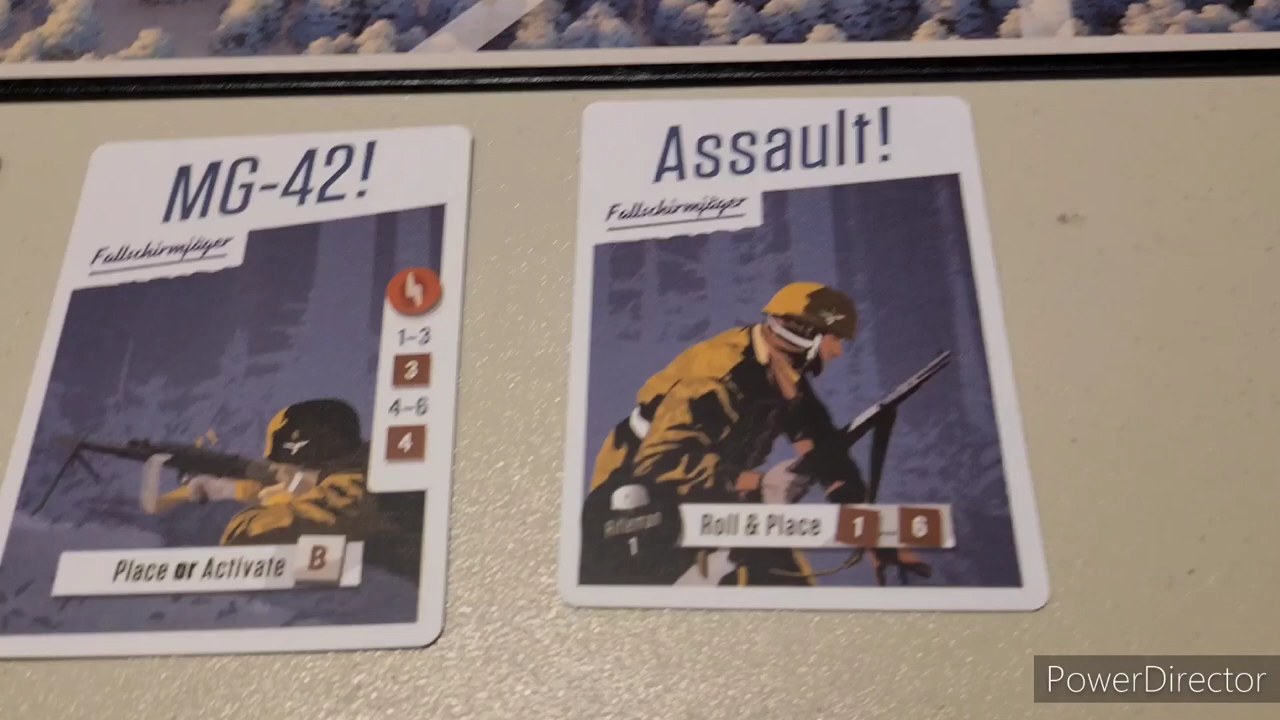 MG-42!
Fallschirmjäger
1-3
3
4-6
4
Place or Activate B
Assault!
Fallschirmjäger
1
Roll & Place 1 - 6
PowerDirector